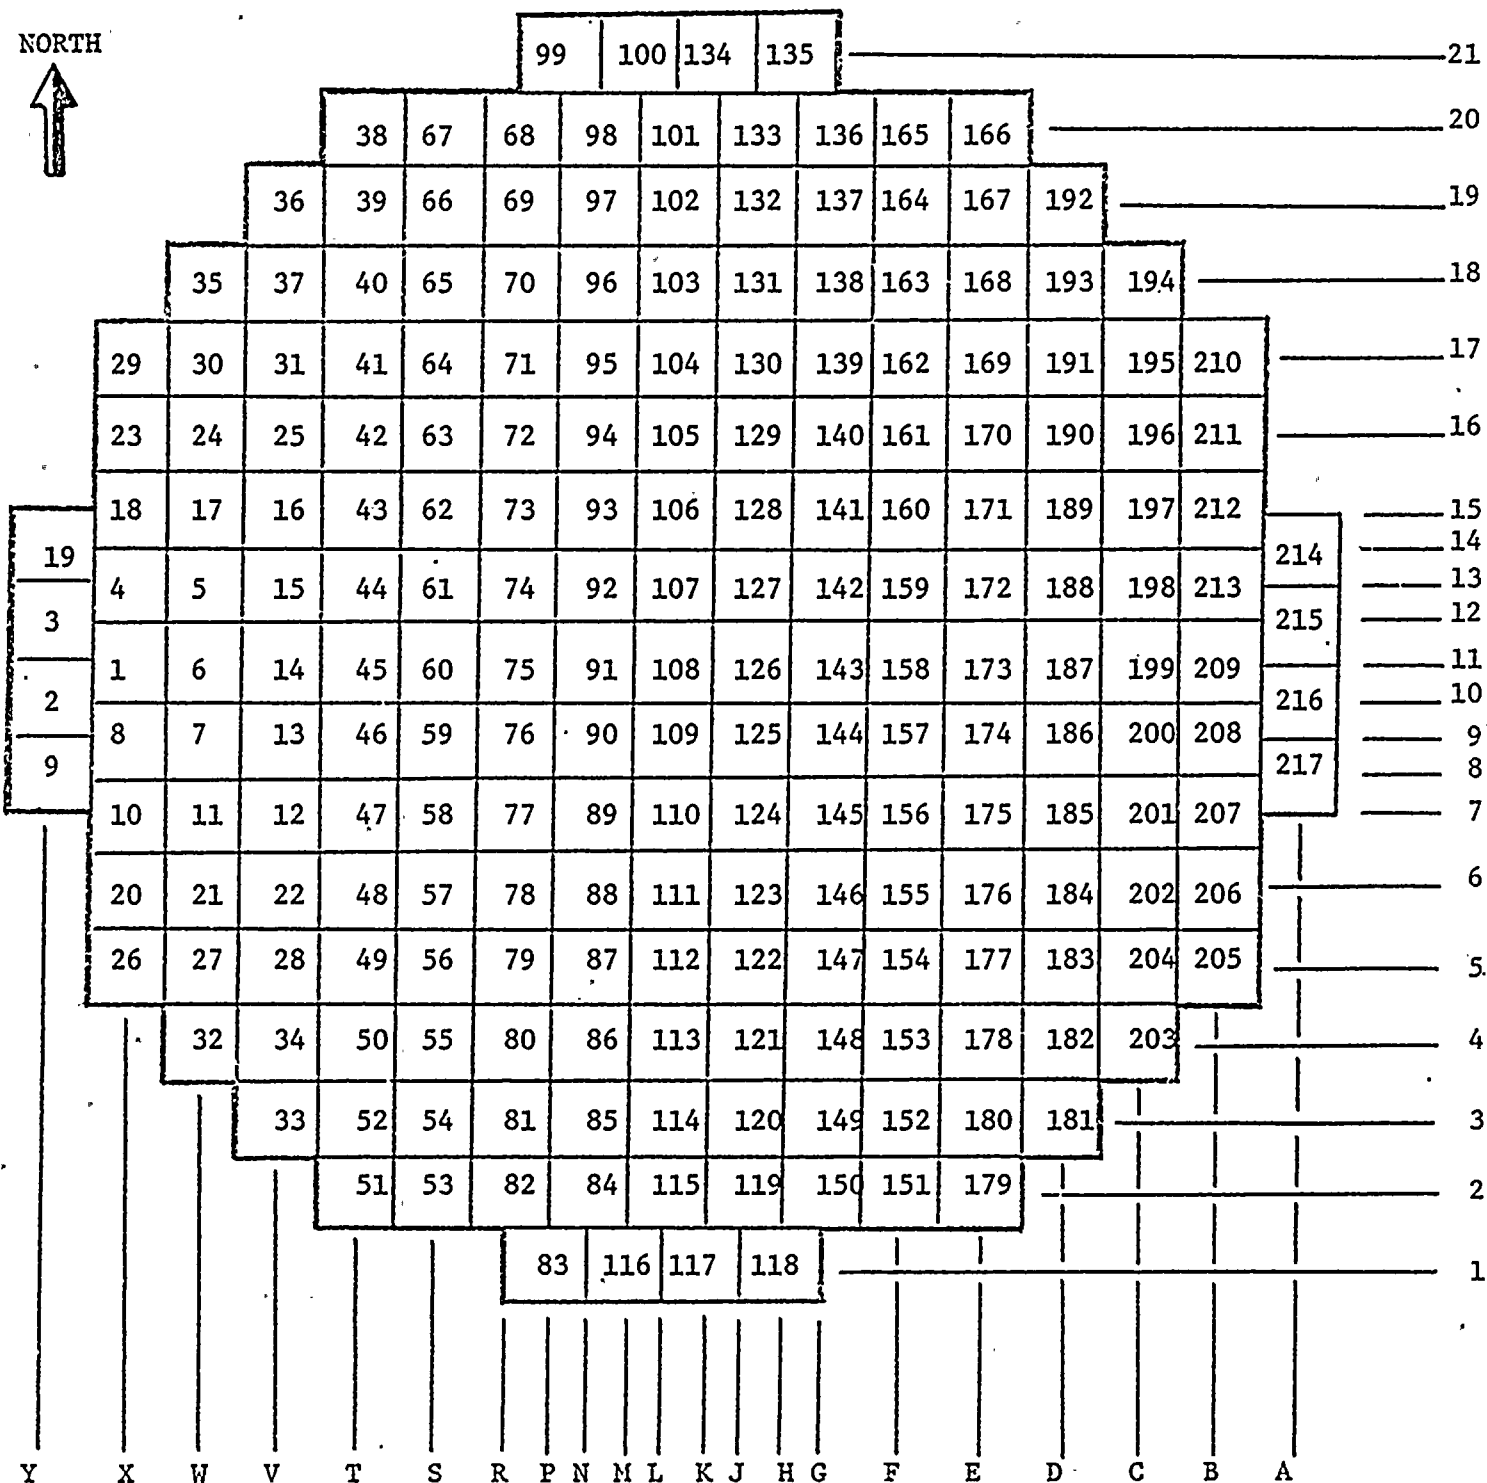 NORTH
99 100 134 135 21
38 67 68 98 101 133 136 165 166 20
36 39 66 69 97 102 132 137 164 167 192 19
35 37 40 65 70 96 103 131 138 163 168 193 194 18
29 30 31 41 64 71 95 104 130 139 162 169 191 195 210 17
23 24 25 42 63 72 94 105 129 140 161 170 190 196 211 16
18 17 16 43 62 73 93 106 128 141 160 171 189 197 212 15
19 214 14
4 5 15 44 61 74 92 107 127 142 159 172 188 198 213 13
3 215 12
1 6 14 45 60 75 91 108 126 143 158 173 187 199 209 11
2 216 10
8 7 13 46 59 76 90 109 125 144 157 174 186 200 208 9
9 217 8
10 11 12 47 58 77 89 110 124 145 156 175 185 201 207 7
20 21 22 48 57 78 88 111 123 146 155 176 184 202 206 6
26 27 28 49 56 79 87 112 122 147 154 177 183 204 205 5
32 34 50 55 80 86 113 121 148 153 178 182 203 4
33 52 54 81 85 114 120 149 152 180 181 3
51 53 82 84 115 119 150 151 179 2
83 116 117 118 1
Y X W V T S R P N M L K J H G F E D C B A